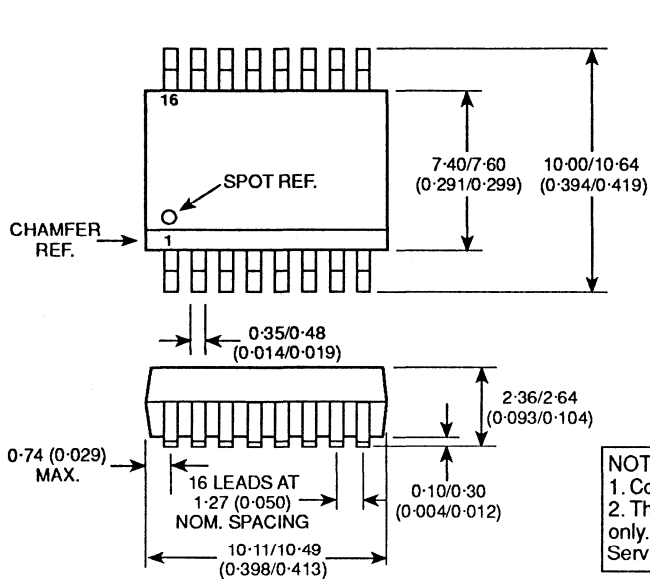 16
SPOT REF.
CHAMFER
REF.
1
7·40/7·60
(0·291/0·299)
10·00/10·64
(0·394/0·419)
0·35/0·48
(0·014/0·019)
2·36/2·64
(0·093/0·104)
0·74 (0·029)
MAX.
16 LEADS AT
1·27 (0·050)
NOM. SPACING
0·10/0·30
(0·004/0·012)
10·11/10·49
(0·398/0·413)
NOT
1. Co
2. Th
only.
Serv